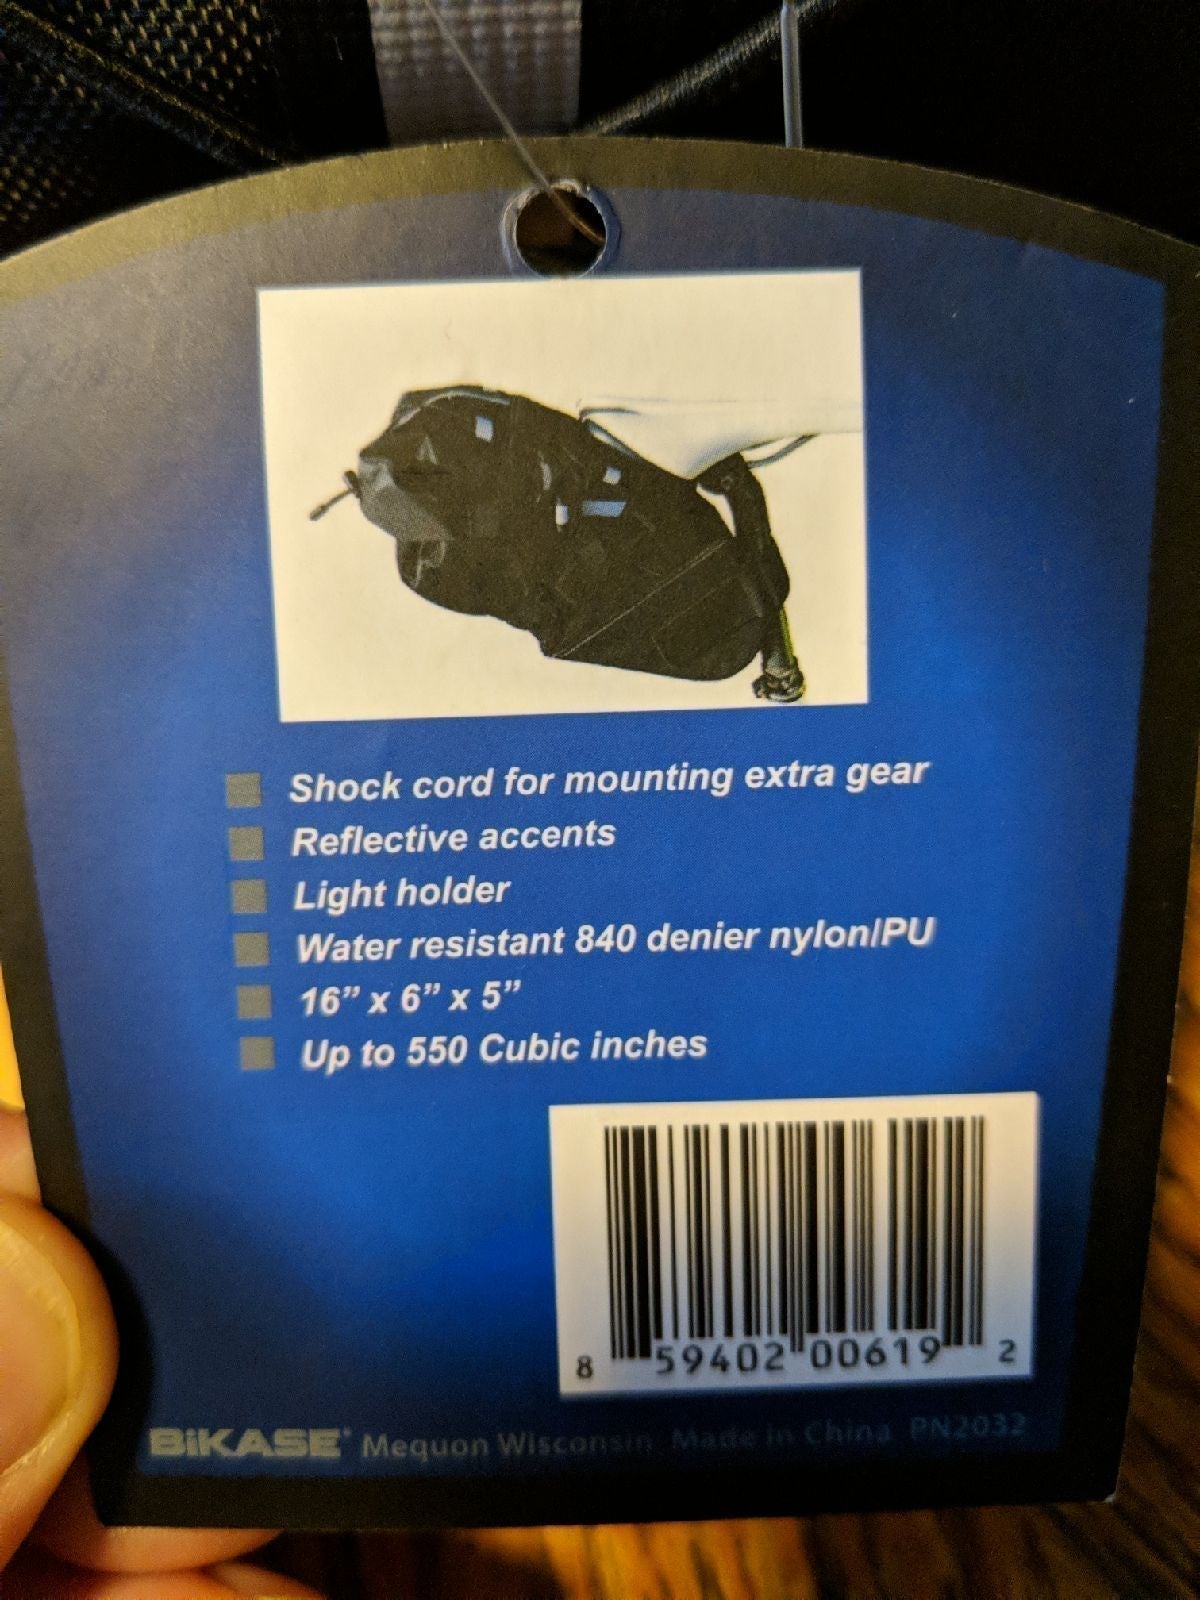 Shock cord for mounting extra gear
Reflective accents
Light holder
Water resistant 840 denier nylon/PU
16” x 6” x 5”
Up to 550 Cubic inches
8 59402 00619 2
BiKASE® Mequon Wisconsin Made in China PN2032